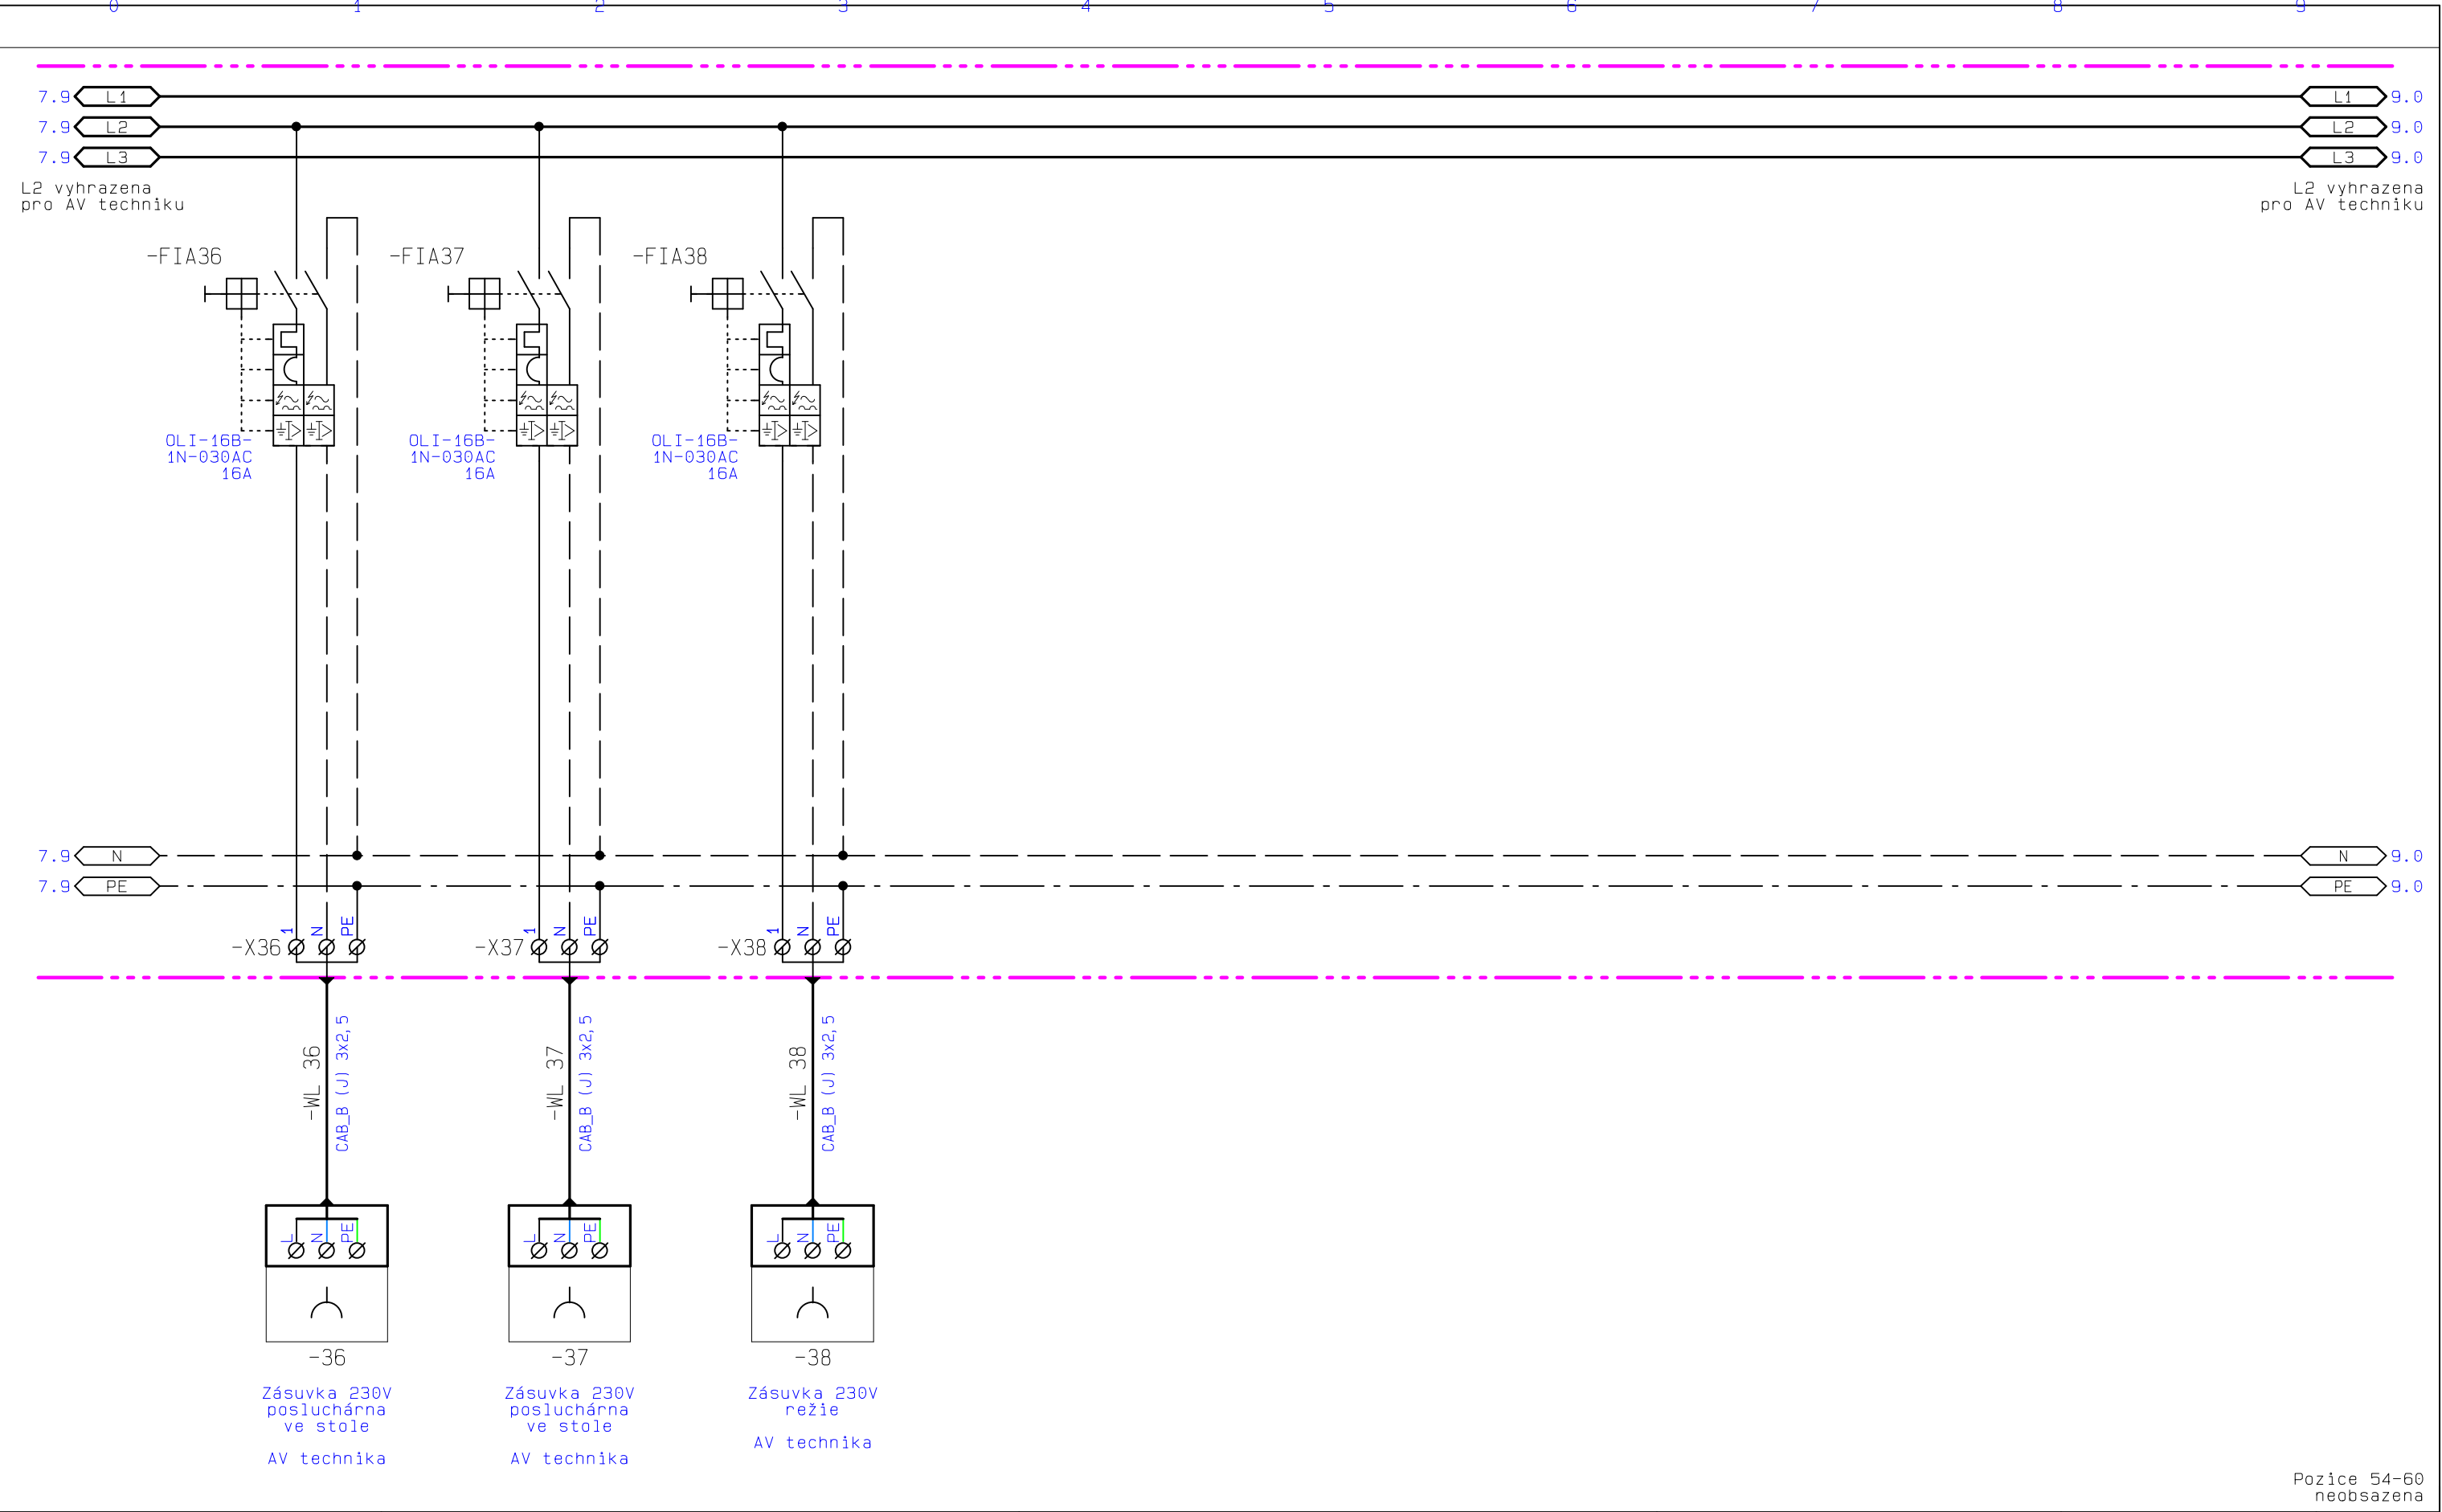 0 1 2 3 4 5 6 7 8 9
7.9 L1 L1 9.0
7.9 L2 L2 9.0
7.9 L3 L3 9.0
L2 vyhrazena
pro AV techniku
L2 vyhrazena
pro AV techniku
-FIA36 -FIA37 -FIA38
OLI-16B-
1N-030AC
16A
OLI-16B-
1N-030AC
16A
OLI-16B-
1N-030AC
16A
7.9 N N 9.0
7.9 PE PE 9.0
-X36 1 N PE
-X37 1 N PE
-X38 1 N PE
-WL 36
CAB_B (J) 3x2,5
-WL 37
CAB_B (J) 3x2,5
-WL 38
CAB_B (J) 3x2,5
L N PE
L N PE
L N PE
-36
Zásuvka 230V
posluchárna
ve stole
AV technika
-37
Zásuvka 230V
posluchárna
ve stole
AV technika
-38
Zásuvka 230V
režie
AV technika
Pozice 54-60
neobsazena